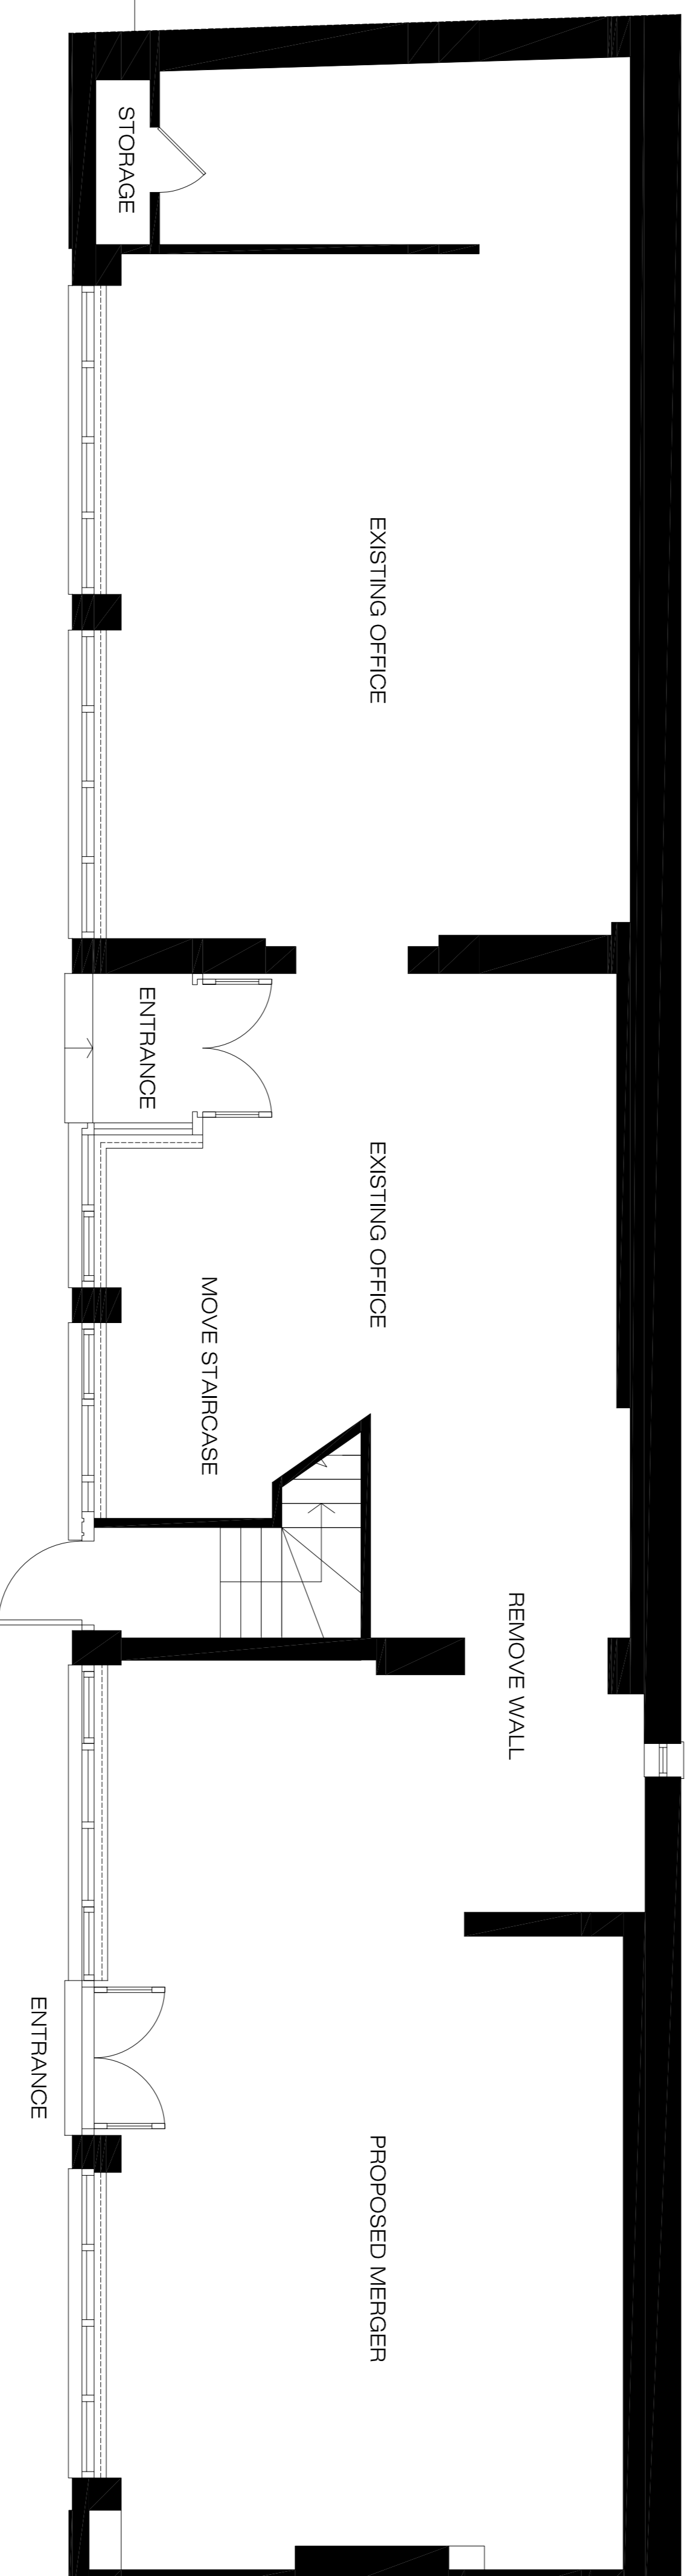 STORAGE
EXISTING OFFICE
ENTRANCE
EXISTING OFFICE
MOVE STAIRCASE
REMOVE WALL
ENTRANCE
PROPOSED MERGER